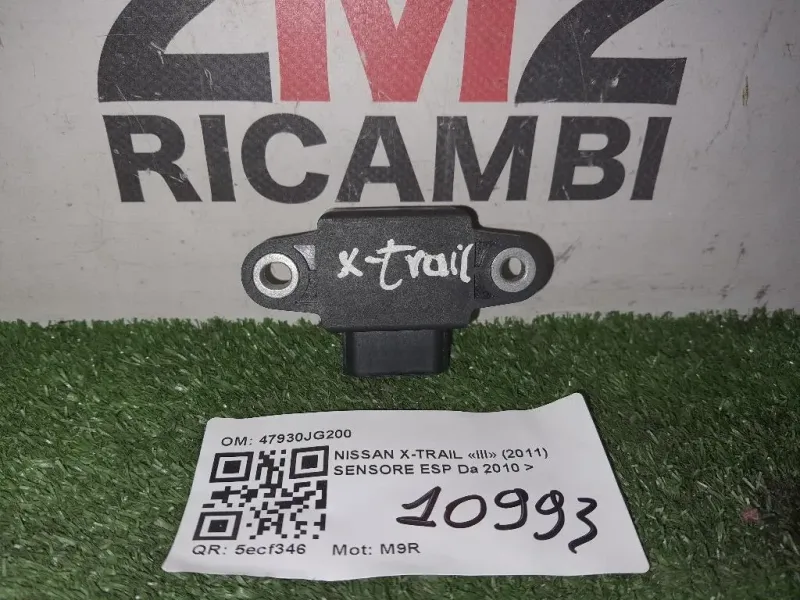 2M2
RICAMBI
x-trail
OM: 47930JG200
NISSAN X-TRAIL «III» (2011)
SENSORE ESP Da 2010 >
10993
QR: 5ecf346 Mot: M9R